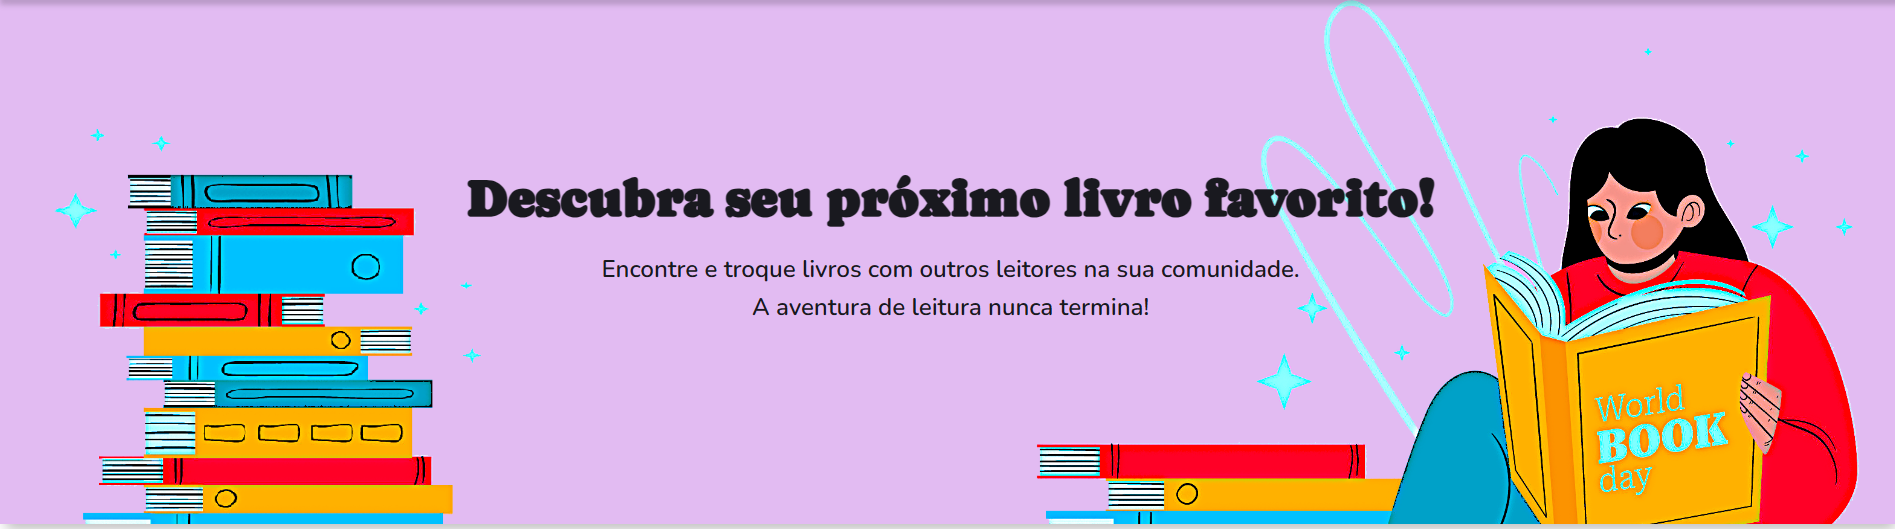 Descubra seu próximo livro favorito!
Encontre e troque livros com outros leitores na sua comunidade.
A aventura de leitura nunca termina!
World
BOOK
day